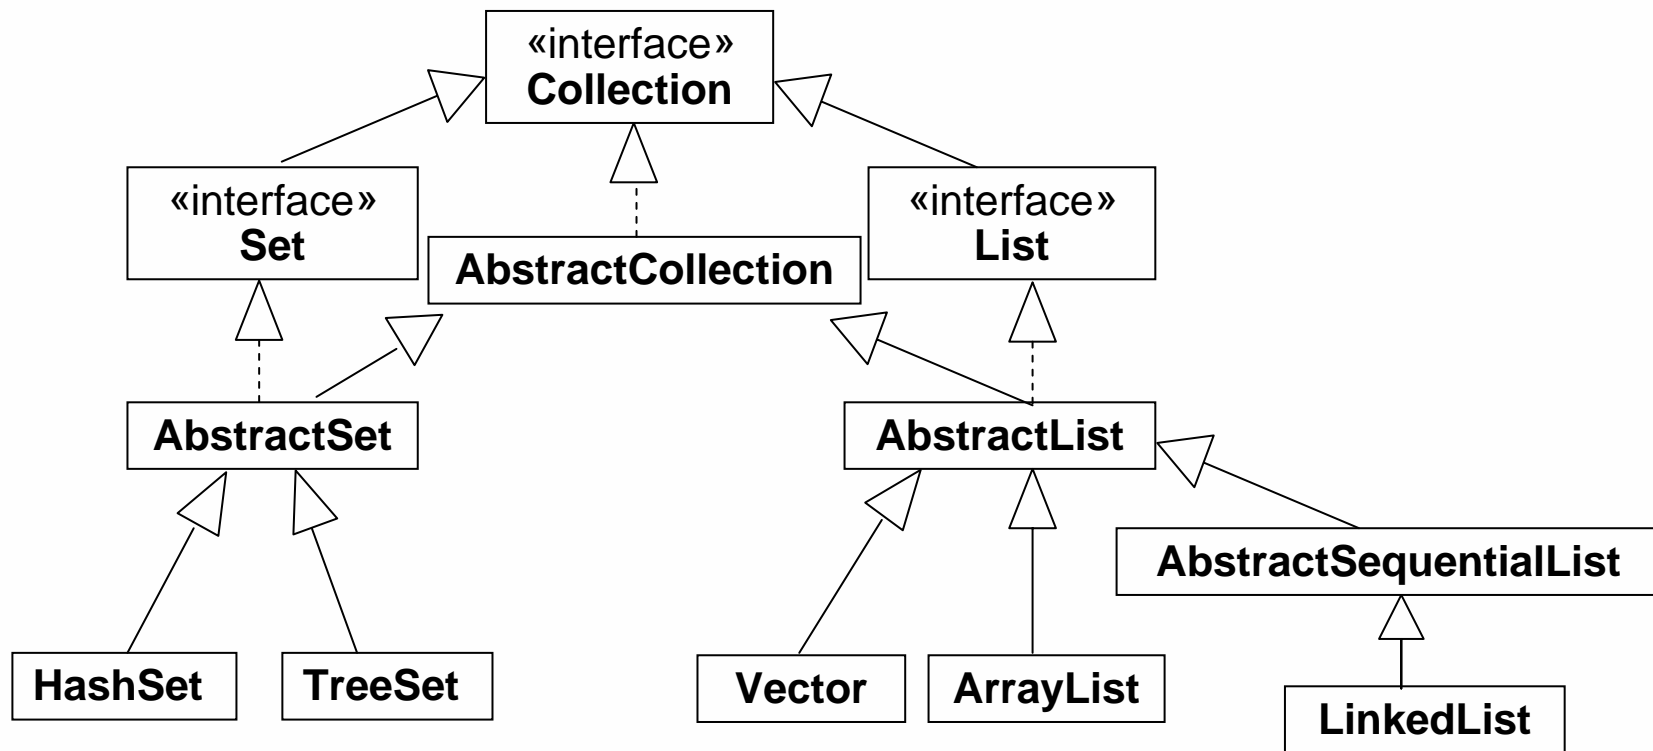 «interface»
Collection
«interface»
Set
AbstractCollection
«interface»
List
AbstractSet
AbstractList
AbstractSequentialList
HashSet
TreeSet
Vector
ArrayList
LinkedList